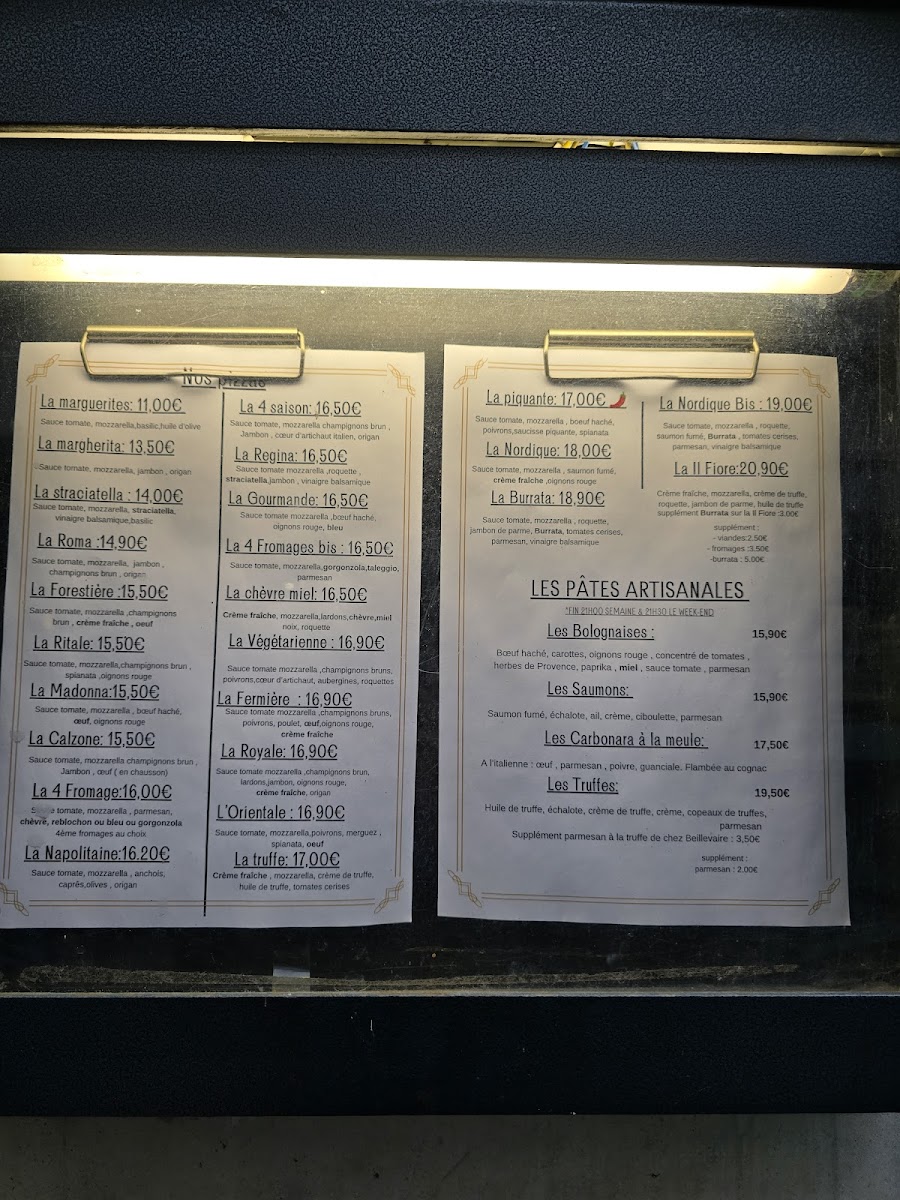 Nos pizzas
La marguerites: 11,00€
Sauce tomate, mozzarella,basilic,huile d'olive
La margherita: 13,50€
Sauce tomate, mozzarella, jambon , origan
La straciatella : 14,00€
Sauce tomate, mozzarella, straciatella,
vinaigre balsamique,basilic
La Roma :14,90€
Sauce tomate, mozzarella, jambon ,
champignons brun , origan
La Forestière :15,50€
Sauce tomate, mozzarella ,champignons
brun , crème fraîche , oeuf
La Ritale: 15,50€
Sauce tomate, mozzarella,champignons brun ,
spianata ,oignons rouge
La Madonna:15,50€
Sauce tomate, mozzarella , bœuf haché,
œuf, oignons rouge
La Calzone: 15,50€
Sauce tomate, mozzarella champignons brun ,
Jambon , œuf ( en chausson)
La 4 Fromage:16,00€
tomate, mozzarella , parmesan,
chèvre, reblochon ou bleu ou gorgonzola
4ème fromages au choix
La Napolitaine:16.20€
Sauce tomate, mozzarella , anchois,
caprês,olives , origan
La 4 saison: 16,50€
Sauce tomate, mozzarella champignons brun ,
Jambon , cœur d'artichaut italien, origan
La Regina: 16,50€
Sauce tomate mozzarella ,roquette ,
straciatella,jambon , vinaigre balsamique
La Gourmande: 16,50€
Sauce tomate mozzarella ,bœuf haché,
oignons rouge, bleu
La 4 Fromages bis : 16,50€
Sauce tomate, mozzarella,gorgonzola,taleggio,
parmesan
La chèvre miel: 16,50€
Crème fraîche, mozzarella,lardons,chèvre,miel
noix, roquette
La Végétarienne : 16,90€
Sauce tomate mozzarella ,champignons bruns,
poivrons,cœur d'artichaut, aubergines, roquettes
La Fermière : 16,90€
Sauce tomate mozzarella ,champignons bruns,
poivrons, poulet, œuf,oignons rouge,
crème fraîche
La Royale: 16,90€
Sauce tomate mozzarella ,champignons brun,
lardons,jambon, oignons rouge,
crème fraîche, origan
L'Orientale : 16,90€
Sauce tomate, mozzarella,poivrons, merguez ,
spianata, oeuf
La truffe: 17,00€
Crème fraîche , mozzarella, crème de truffe,
huile de truffe, tomates cerises
La piquante: 17,00€
Sauce tomate, mozzarella , boeuf haché,
poivrons,saucisse piquante, spianata
La Nordique: 18,00€
Sauce tomate, mozzarella , saumon fumé,
crème fraîche ,oignons rouge
La Burrata: 18,90€
Sauce tomate, mozzarella , roquette,
jambon de parme, Burrata, tomates cerises,
parmesan, vinaigre balsamique
La Nordique Bis : 19,00€
Sauce tomate, mozzarella , roquette,
saumon fumé, Burrata , tomates cerises,
parmesan, vinaigre balsamique
La Il Fiore:20,90€
Crème fraîche, mozzarella, crème de truffe,
roquette, jambon de parme, huile de truffe
supplément Burrata sur la Il Fiore :3.00€
supplément :
- viandes:2.50€
- fromages :3.50€
-burrata : 5.00€
LES PÂTES ARTISANALES
*FIN 21H00 SEMAINE & 21H30 LE WEEK-END
Les Bolognaises : 15,90€
Bœuf haché, carottes, oignons rouge , concentré de tomates ,
herbes de Provence, paprika , miel , sauce tomate , parmesan
Les Saumons: 15,90€
Saumon fumé, échalote, ail, crème, ciboulette, parmesan
Les Carbonara à la meule: 17,50€
A l'italienne : œuf , parmesan , poivre, guanciale. Flambée au cognac
Les Truffes: 19,50€
Huile de truffe, échalote, crème de truffe, crème, copeaux de truffes,
parmesan
Supplément parmesan à la truffe de chez Beillevaire : 3,50€
supplément :
parmesan : 2.00€